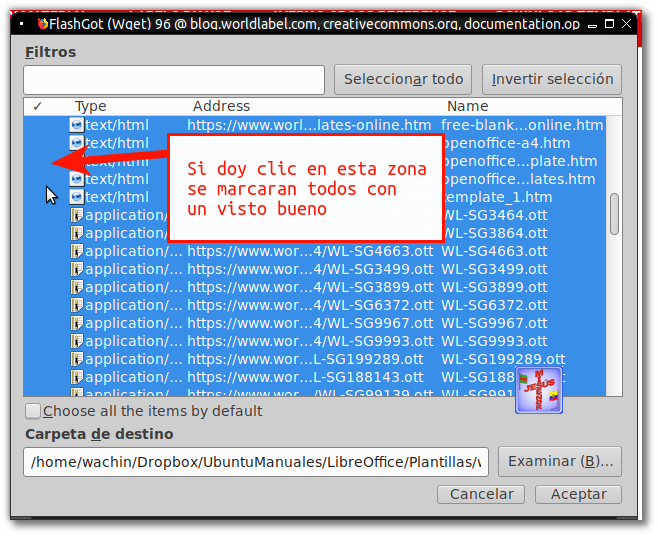 FlashGot (Wget) 96 @ blog.worldlabel.com, creativecommons.org, documentation.op
Filtros
Seleccionar todo
Invertir selección
✓ Type Address Name
text/html https://www.worl...lates-online.htm free-blank...online.htm
text/html openoffice-a4.htm
text/html openoffice...plate.htm
text/html openoffice...lates.htm
text/html template_1.htm
Si doy clic en esta zona
se marcaran todos con
un visto bueno
application/... WL-SG3464.ott
application/... WL-SG3864.ott
application/... https://www.wor...4/WL-SG4663.ott WL-SG4663.ott
application/... https://www.wor...4/WL-SG3499.ott WL-SG3499.ott
application/... https://www.wor...4/WL-SG3899.ott WL-SG3899.ott
application/... https://www.wor...4/WL-SG6372.ott WL-SG6372.ott
application/... https://www.wor...4/WL-SG9967.ott WL-SG9967.ott
application/... https://www.wor...4/WL-SG9993.ott WL-SG9993.ott
application/... https://www.wor...L-SG199289.ott WL-SG199289.ott
application/... https://www.wor...L-SG188143.ott
application/... https://www.wor.../WL-SG99139.ott
JESÚS
Choose all the items by default
Carpeta de destino
/home/wachin/Dropbox/UbuntuManuales/LibreOffice/Plantillas/
Examinar (B)...
Cancelar
Aceptar